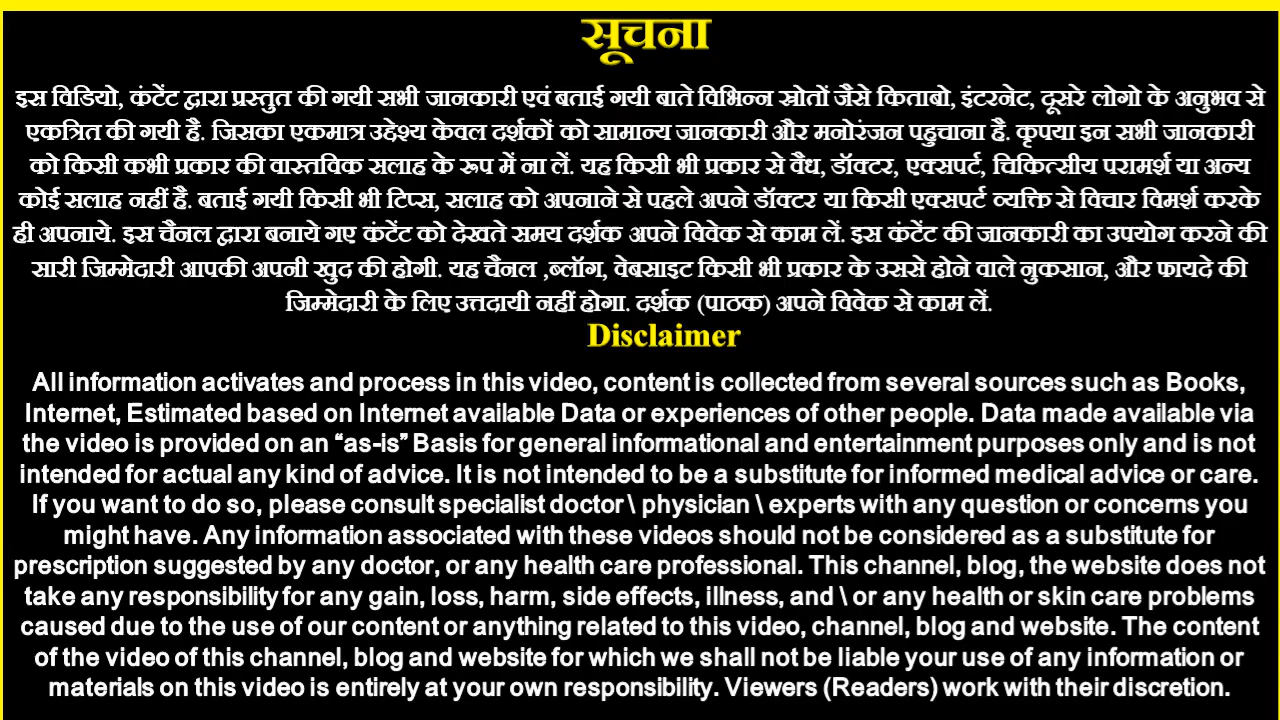 सूचना
इस विडियो, कंटेंट द्वारा प्रस्तुत की गयी सभी जानकारी एवं बताई गयी बाते विभिन्न स्रोतों जैसे किताबो, इंटरनेट, दूसरे लोगो के अनुभव से
एकत्रित की गयी है. जिसका एकमात्र उद्देश्य केवल दर्शकों को सामान्य जानकारी और मनोरंजन पहुचाना है. कृपया इन सभी जानकारी
को किसी कभी प्रकार की वास्तविक सलाह के रूप में ना लें. यह किसी भी प्रकार से वैध, डॉक्टर, एक्सपर्ट, चिकित्सीय परामर्श या अन्य
कोई सलाह नहीं है. बताई गयी किसी भी टिप्स, सलाह को अपनाने से पहले अपने डॉक्टर या किसी एक्सपर्ट व्यक्ति से विचार विमर्श करके
ही अपनाये. इस चैनल द्वारा बनाये गए कंटेंट को देखते समय दर्शक अपने विवेक से काम लें. इस कंटेंट की जानकारी का उपयोग करने की
सारी जिम्मेदारी आपकी अपनी खुद की होगी. यह चैनल ,ब्लॉग, वेबसाइट किसी भी प्रकार के उससे होने वाले नुकसान, और फायदे की
जिम्मेदारी के लिए उत्तदायी नहीं होगा. दर्शक (पाठक) अपने विवेक से काम लें.
Disclaimer
All information activates and process in this video, content is collected from several sources such as Books,
Internet, Estimated based on Internet available Data or experiences of other people. Data made available via
the video is provided on an “as-is” Basis for general informational and entertainment purposes only and is not
intended for actual any kind of advice. It is not intended to be a substitute for informed medical advice or care.
If you want to do so, please consult specialist doctor \ physician \ experts with any question or concerns you
might have. Any information associated with these videos should not be considered as a substitute for
prescription suggested by any doctor, or any health care professional. This channel, blog, the website does not
take any responsibility for any gain, loss, harm, side effects, illness, and \ or any health or skin care problems
caused due to the use of our content or anything related to this video, channel, blog and website. The content
of the video of this channel, blog and website for which we shall not be liable your use of any information or
materials on this video is entirely at your own responsibility. Viewers (Readers) work with their discretion.